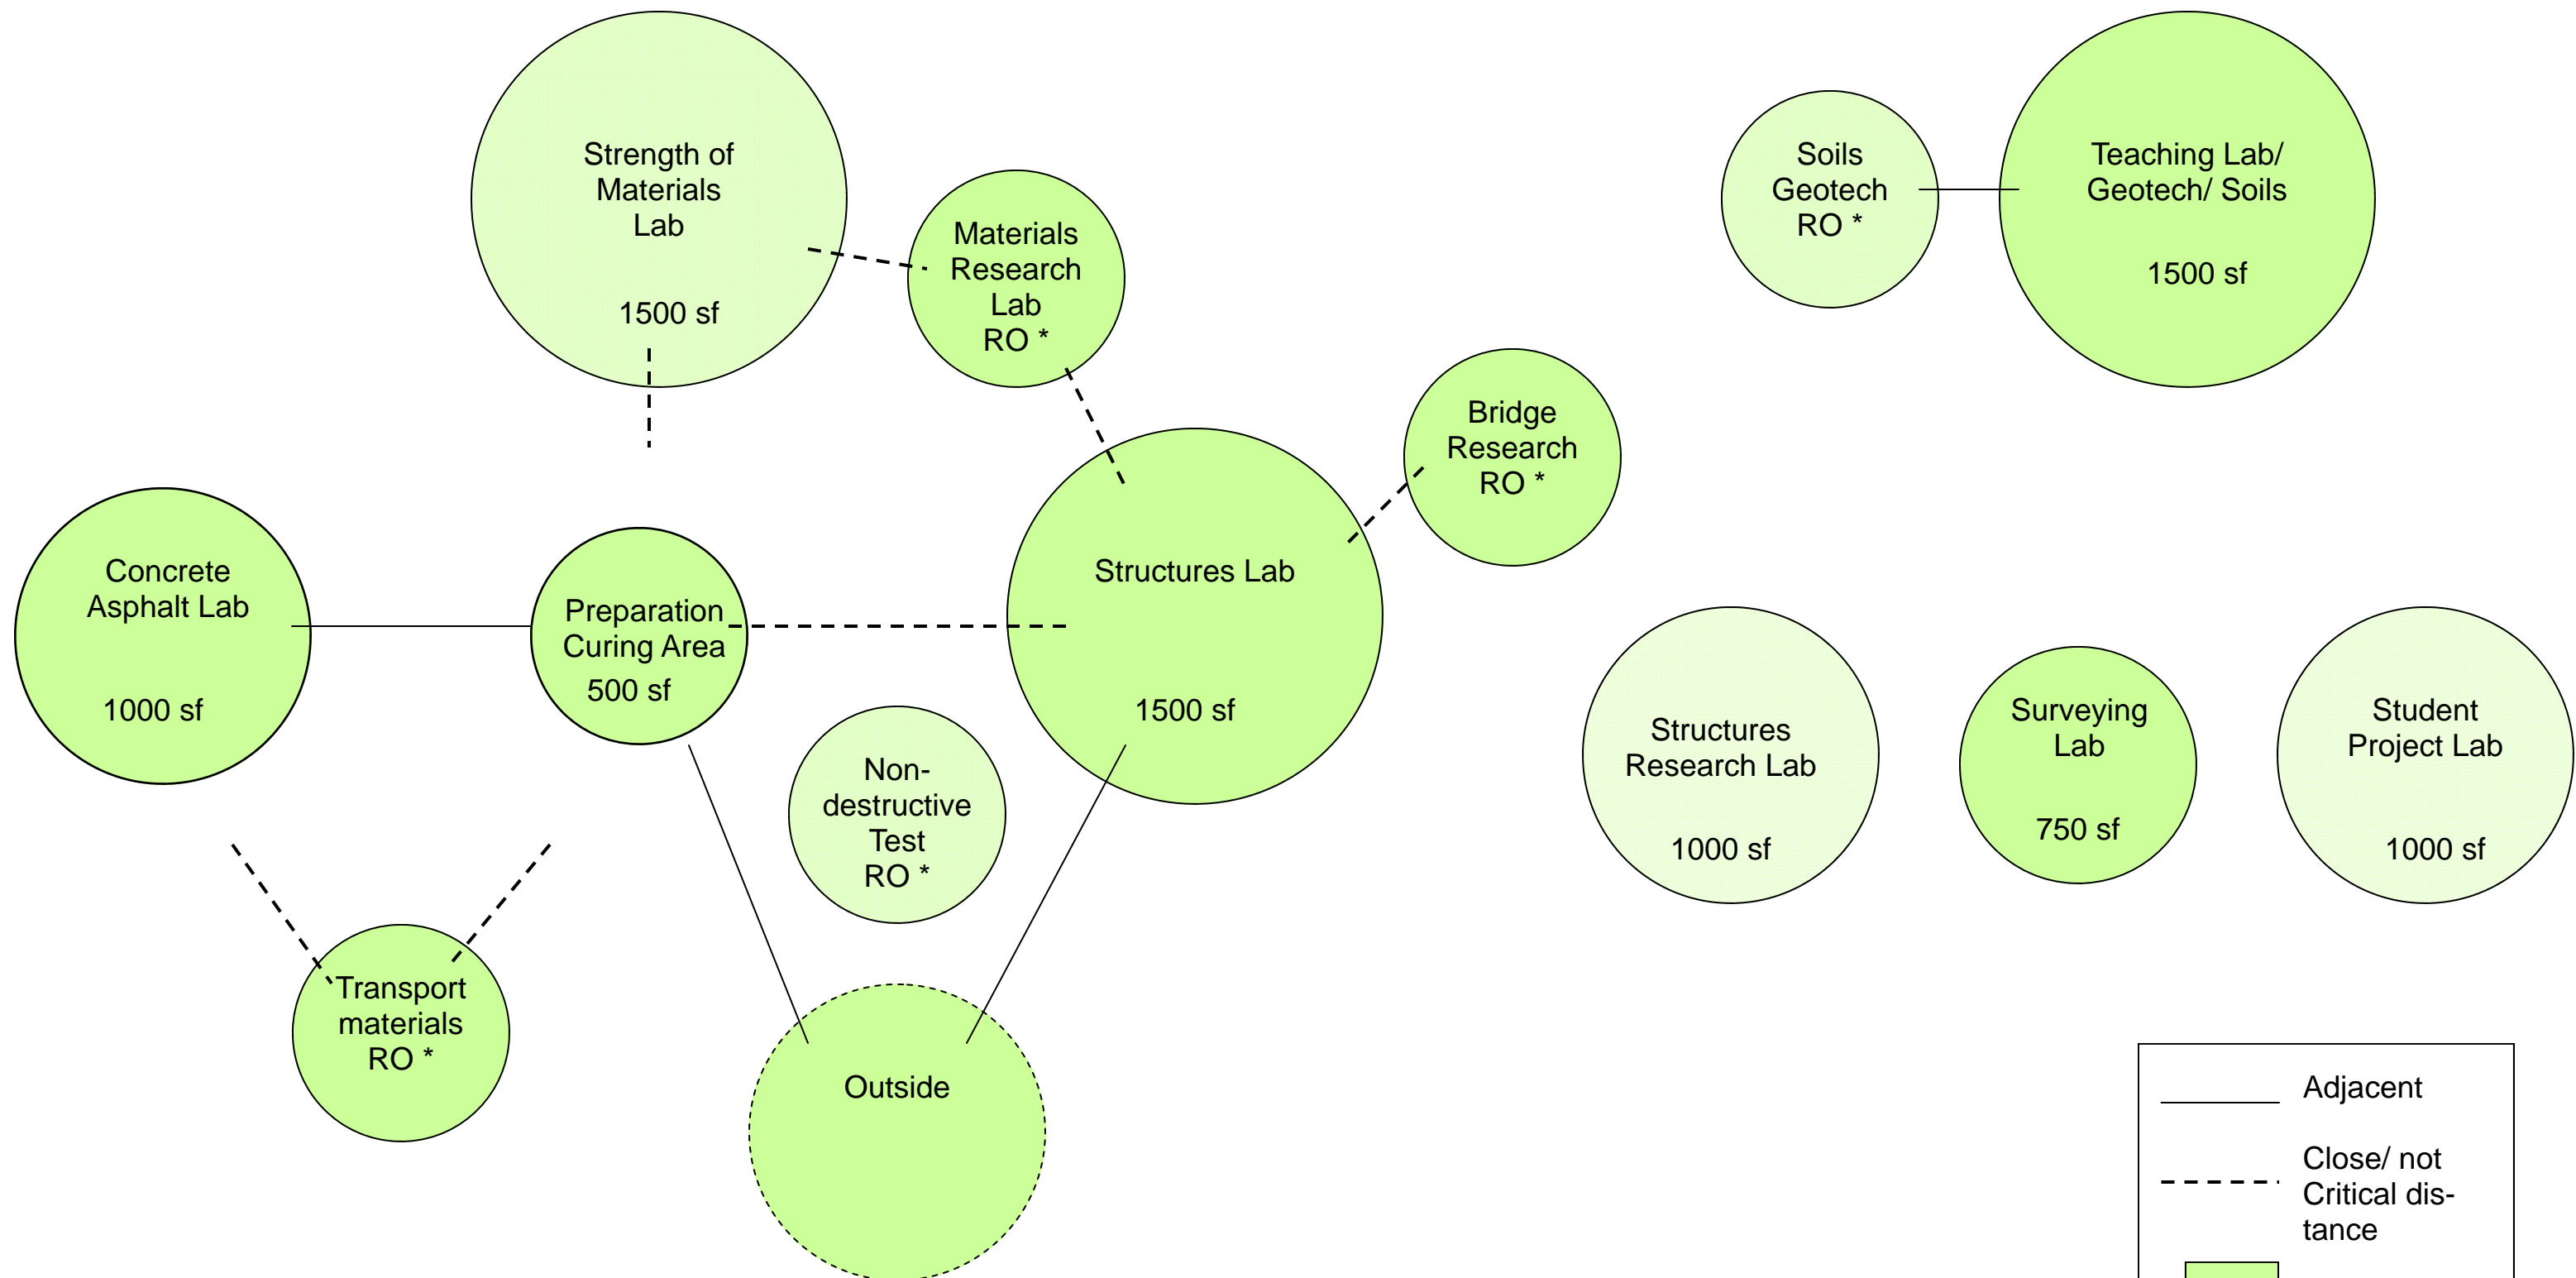 Strength of
Materials
Lab
1500 sf
Materials
Research
Lab
RO *
Soils
Geotech
RO *
Teaching Lab/
Geotech/ Soils
1500 sf
Bridge
Research
RO *
Concrete
Asphalt Lab
1000 sf
Preparation
Curing Area
500 sf
Structures Lab
1500 sf
Non-
destructive
Test
RO *
Structures
Research Lab
1000 sf
Surveying
Lab
750 sf
Student
Project Lab
1000 sf
Transport
materials
RO *
Outside
Adjacent
Close/ not
Critical dis-
tance